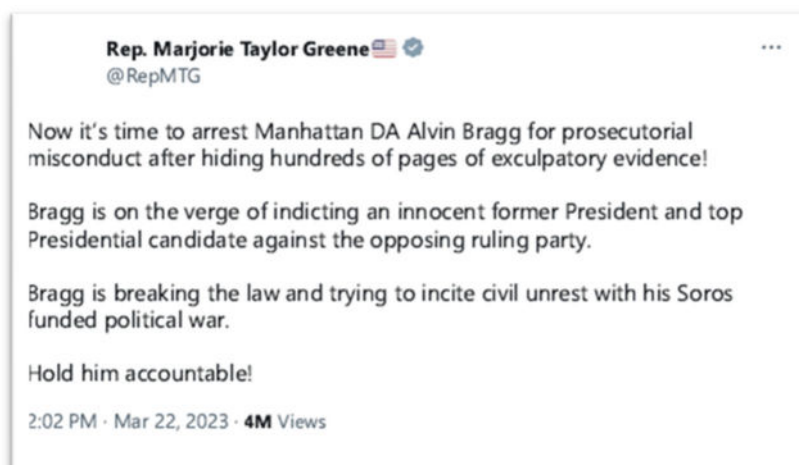 Rep. Marjorie Taylor Greene🇺🇸
@RepMTG
Now it's time to arrest Manhattan DA Alvin Bragg for prosecutorial
misconduct after hiding hundreds of pages of exculpatory evidence!
Bragg is on the verge of indicting an innocent former President and top
Presidential candidate against the opposing ruling party.
Bragg is breaking the law and trying to incite civil unrest with his Soros
funded political war.
Hold him accountable!
2:02 PM · Mar 22, 2023 · 4M Views